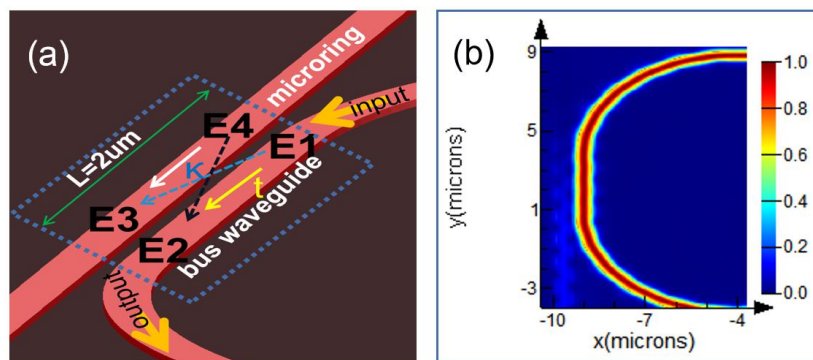 (a)
microring
input
E4
E1
L=2um
K
t
E3
E2
bus waveguide
output
(b)
9
5
1
-3
y(microns)
-10
-7
-4
x(microns)
1.0
0.8
0.6
0.4
0.2
0.0